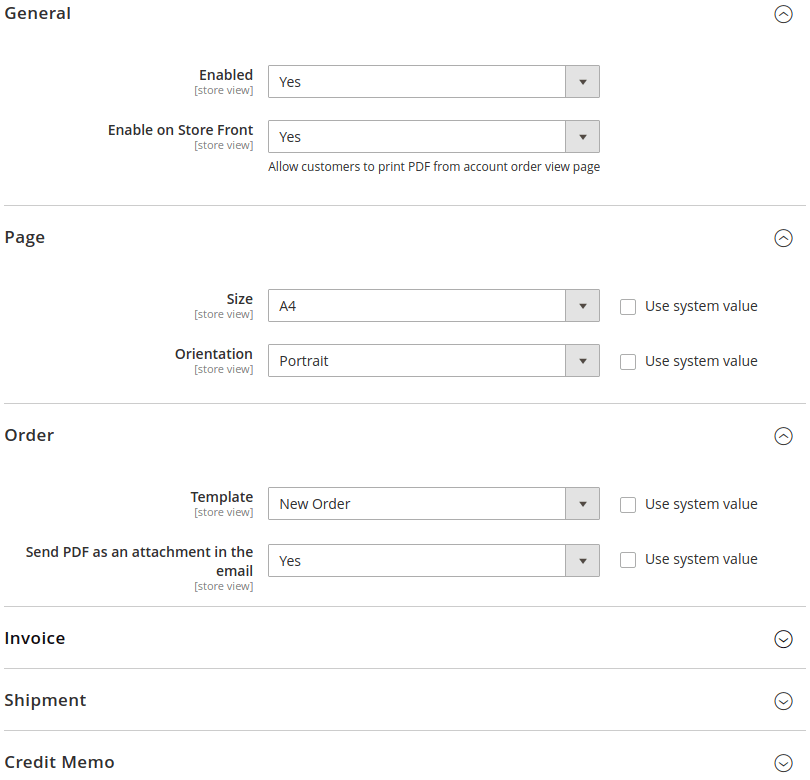 General
Enabled
[store view]
Yes
Enable on Store Front
[store view]
Yes
Allow customers to print PDF from account order view page
Page
Size
[store view]
A4
Use system value
Orientation
[store view]
Portrait
Use system value
Order
Template
[store view]
New Order
Use system value
Send PDF as an attachment in the
email
[store view]
Yes
Use system value
Invoice
Shipment
Credit Memo